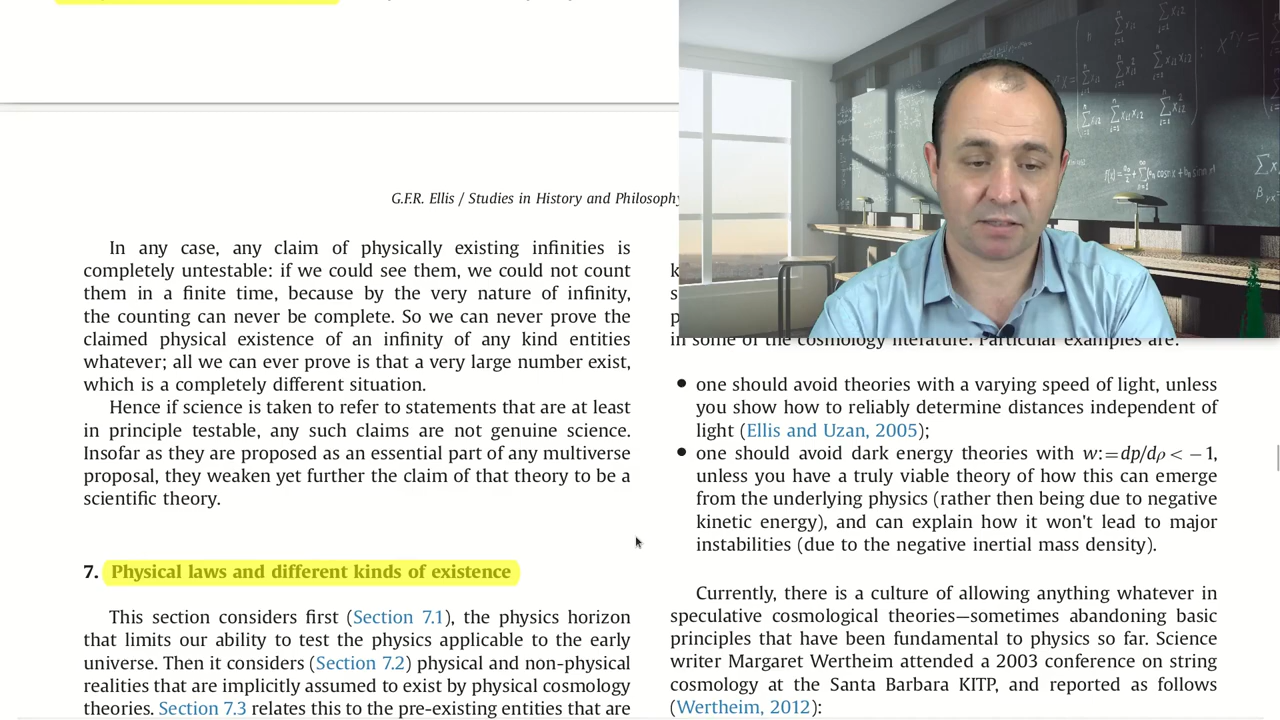 G.F.R. Ellis / Studies in History and Philosophy
In any case, any claim of physically existing infinities is
completely untestable: if we could see them, we could not count
them in a finite time, because by the very nature of infinity,
the counting can never be complete. So we can never prove the
claimed physical existence of an infinity of any kind entities
whatever; all we can ever prove is that a very large number exist,
which is a completely different situation.
Hence if science is taken to refer to statements that are at least
in principle testable, any such claims are not genuine science.
Insofar as they are proposed as an essential part of any multiverse
proposal, they weaken yet further the claim of that theory to be a
scientific theory.
7. Physical laws and different kinds of existence
This section considers first (Section 7.1), the physics horizon
that limits our ability to test the physics applicable to the early
universe. Then it considers (Section 7.2) physical and non-physical
realities that are implicitly assumed to exist by physical cosmology
theories. Section 7.3 relates this to the pre-existing entities that are
in some of the cosmology literature. Particular examples are:
• one should avoid theories with a varying speed of light, unless
you show how to reliably determine distances independent of
light (Ellis and Uzan, 2005);
• one should avoid dark energy theories with w:=dp/dρ < −1,
unless you have a truly viable theory of how this can emerge
from the underlying physics (rather then being due to negative
kinetic energy), and can explain how it won't lead to major
instabilities (due to the negative inertial mass density).
Currently, there is a culture of allowing anything whatever in
speculative cosmological theories—sometimes abandoning basic
principles that have been fundamental to physics so far. Science
writer Margaret Wertheim attended a 2003 conference on string
cosmology at the Santa Barbara KITP, and reported as follows
(Wertheim, 2012):